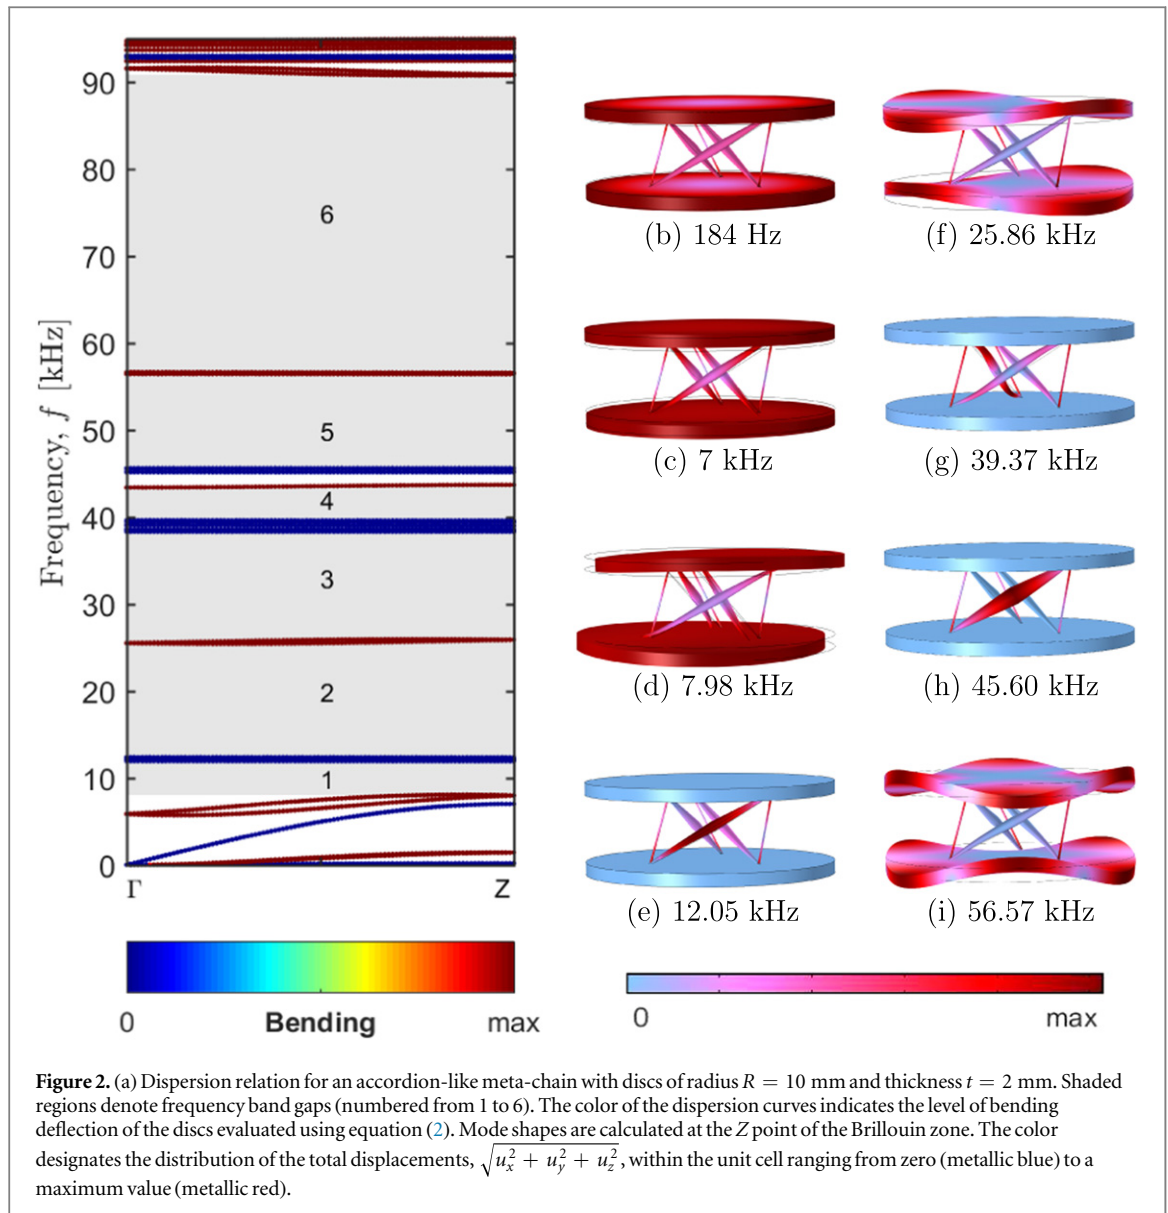 90
80
70
60
50
40
30
20
10
0
Frequency, f [kHz]
6
5
4
3
2
1
Γ
Z
0
Bending
max
(b) 184 Hz
(f) 25.86 kHz
(c) 7 kHz
(g) 39.37 kHz
(d) 7.98 kHz
(h) 45.60 kHz
(e) 12.05 kHz
(i) 56.57 kHz
0
max
Figure 2. (a) Dispersion relation for an accordion-like meta-chain with discs of radius R = 10 mm and thickness t = 2 mm. Shaded
regions denote frequency band gaps (numbered from 1 to 6). The color of the dispersion curves indicates the level of bending
deflection of the discs evaluated using equation (2). Mode shapes are calculated at the Z point of the Brillouin zone. The color
designates the distribution of the total displacements, √(u_x^2 + u_y^2 + u_z^2), within the unit cell ranging from zero (metallic blue) to a
maximum value (metallic red).